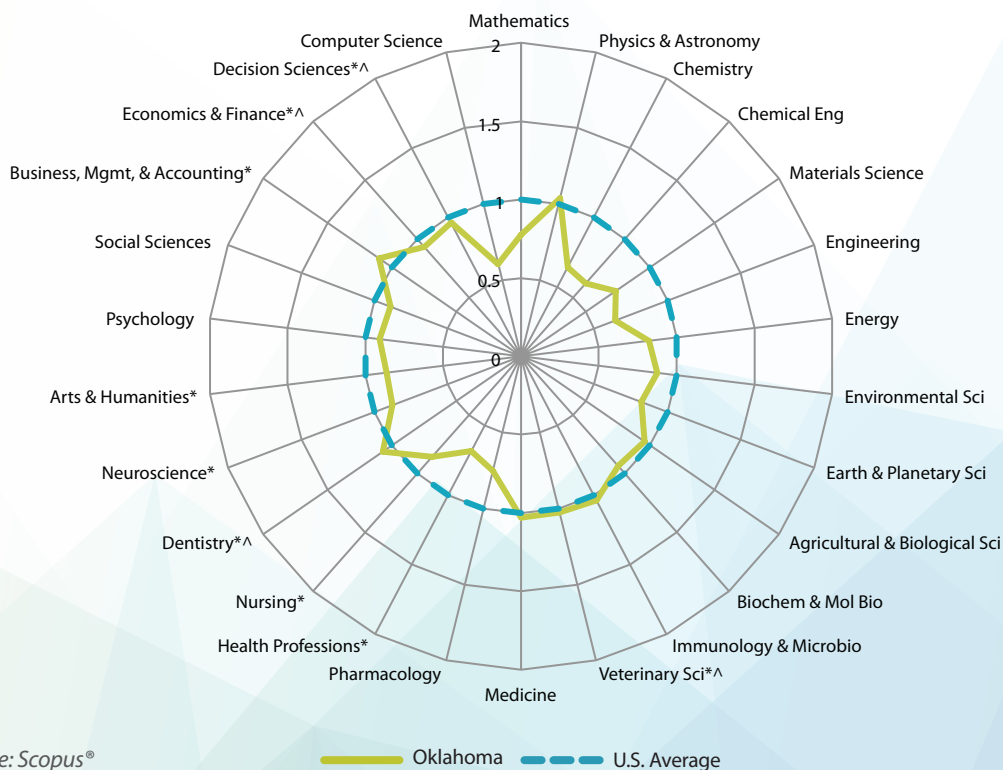 Mathematics
Physics & Astronomy
Chemistry
Chemical Eng
Materials Science
Engineering
Energy
Environmental Sci
Earth & Planetary Sci
Agricultural & Biological Sci
Biochem & Mol Bio
Immunology & Microbio
Veterinary Sci*^
Medicine
Pharmacology
Health Professions*
Nursing*
Dentistry*^
Neuroscience*
Arts & Humanities*
Psychology
Social Sciences
Business, Mgmt, & Accounting*
Economics & Finance*^
Decision Sciences*^
Computer Science
2
1.5
1
0.5
0
e: Scopus®
Oklahoma
U.S. Average